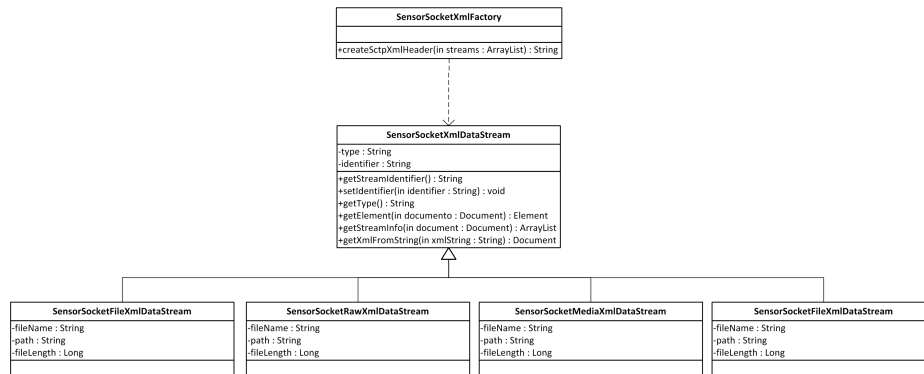 SensorSocketXmlFactory
+createSctpXmlHeader(in streams : ArrayList) : String
SensorSocketXmlDataStream
-type : String
-identifier : String
+getStreamIdentifier() : String
+setIdentifier(in identifier : String) : void
+getType() : String
+getElement(in documento : Document) : Element
+getStreamInfo(in document : Document) : ArrayList
+getXmlFromString(in xmlString : String) : Document
SensorSocketFileXmlDataStream
-fileName : String
-path : String
-fileLength : Long
SensorSocketRawXmlDataStream
-fileName : String
-path : String
-fileLength : Long
SensorSocketMediaXmlDataStream
-fileName : String
-path : String
-fileLength : Long
SensorSocketFileXmlDataStream
-fileName : String
-path : String
-fileLength : Long